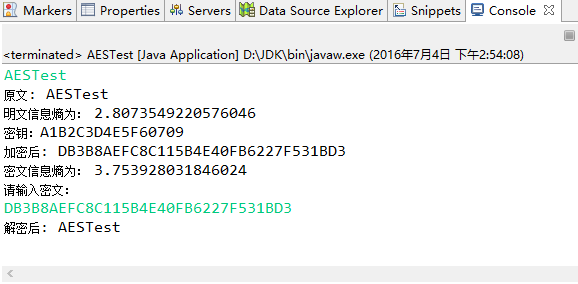 Markers Properties Servers Data Source Explorer Snippets Console
<terminated> AESTest [Java Application] D:\JDK\bin\javaw.exe (2016年7月4日 下午2:54:08)
AESTest
原文: AESTest
明文信息熵为: 2.8073549220576046
密钥: A1B2C3D4E5F60709
加密后: DB3B8AEFC8C115B4E40FB6227F531BD3
密文信息熵为: 3.753928031846024
请输入密文:
DB3B8AEFC8C115B4E40FB6227F531BD3
解密后: AESTest